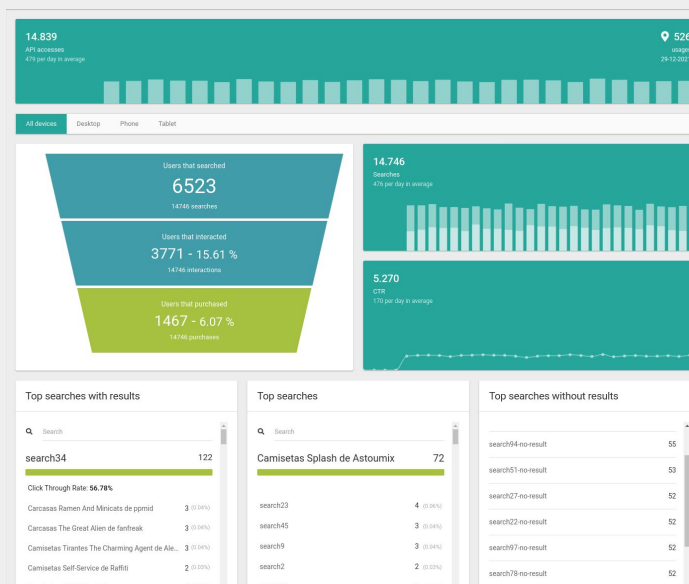 14.839
API accesses
479 per day in average
526
usages
29-12-2021
All devices Desktop Phone Tablet
Users that searched
6523
14746 searches
Users that interacted
3771 - 15.61 %
14746 interactions
Users that purchased
1467 - 6.07 %
14746 purchases
14.746
Searches
476 per day in average
5.270
CTR
170 per day in average
Top searches with results
Search
search34 122
Click Through Rate: 56.78%
Carcasas Ramen And Minicats de ppmid 3 (0.04%)
Carcasas The Great Alien de fanfreak 3 (0.04%)
Camisetas Tirantes The Charming Agent de Ale... 3 (0.04%)
Camisetas Self-Service de Raffiti 2 (0.03%)
Top searches
Search
Camisetas Splash de Astoumix 72
search23 4 (0.06%)
search45 3 (0.04%)
search9 3 (0.04%)
search2 2 (0.03%)
Top searches without results
search94-no-result 55
search51-no-result 53
search27-no-result 52
search22-no-result 52
search97-no-result 52
search78-no-result 52